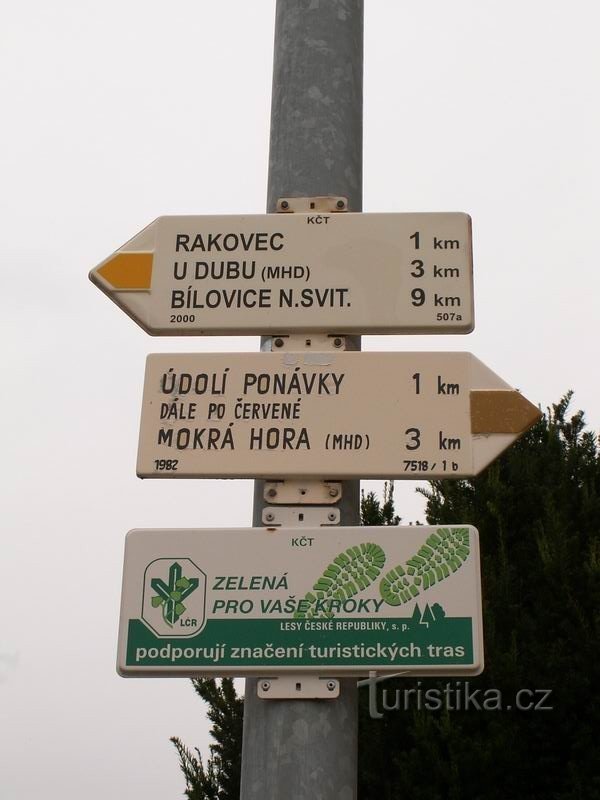 KČT
RAKOVEC 1 km
U DUBU (MHD) 3 km
BÍLOVICE N.SVIT. 9 km
2000 507a
ÚDOLÍ PONÁVKY 1 km
DÁLE PO ČERVENÉ
MOKRÁ HORA (MHD) 3 km
1982 7518/1b
KČT
ZELENÁ
PRO VAŠE KROKY
LČR
LESY ČESKÉ REPUBLIKY, s. p.
podporují značení turistických tras
Turistika.cz